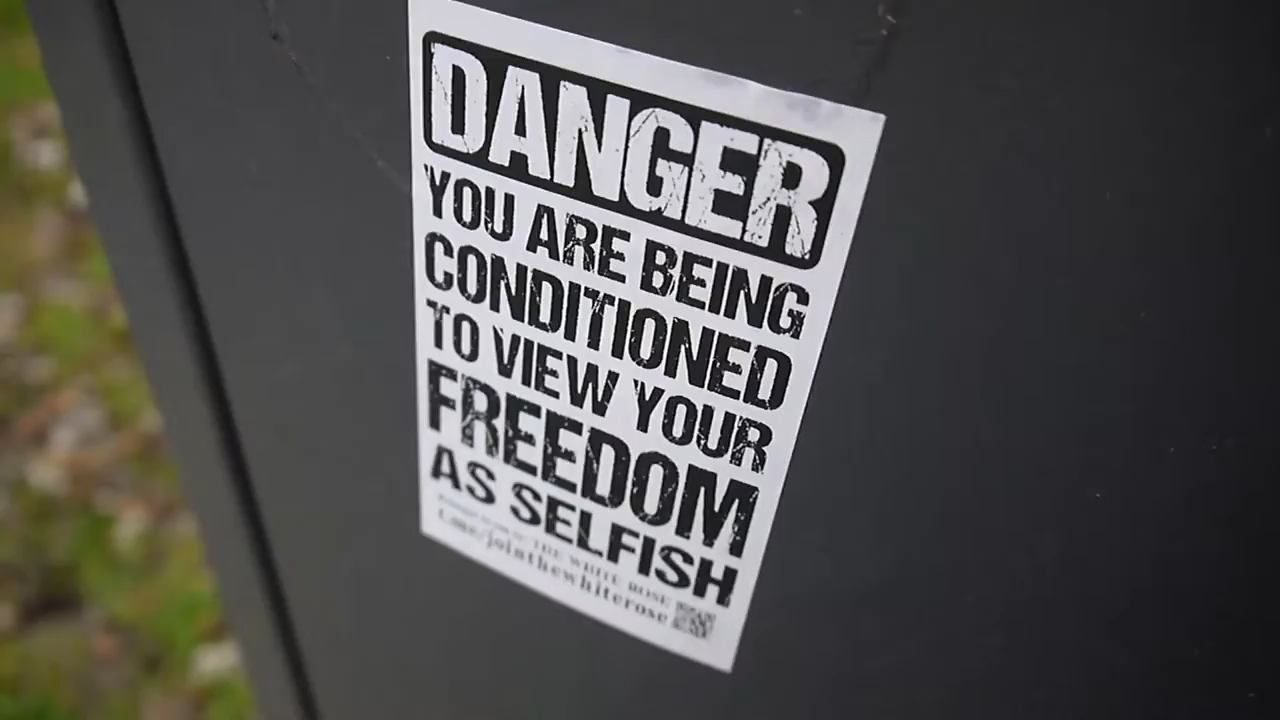 DANGER
YOU ARE BEING
CONDITIONED
TO VIEW YOUR
FREEDOM
AS SELFISH
THE WHITE ROSE
t.me/jointhewhiterose